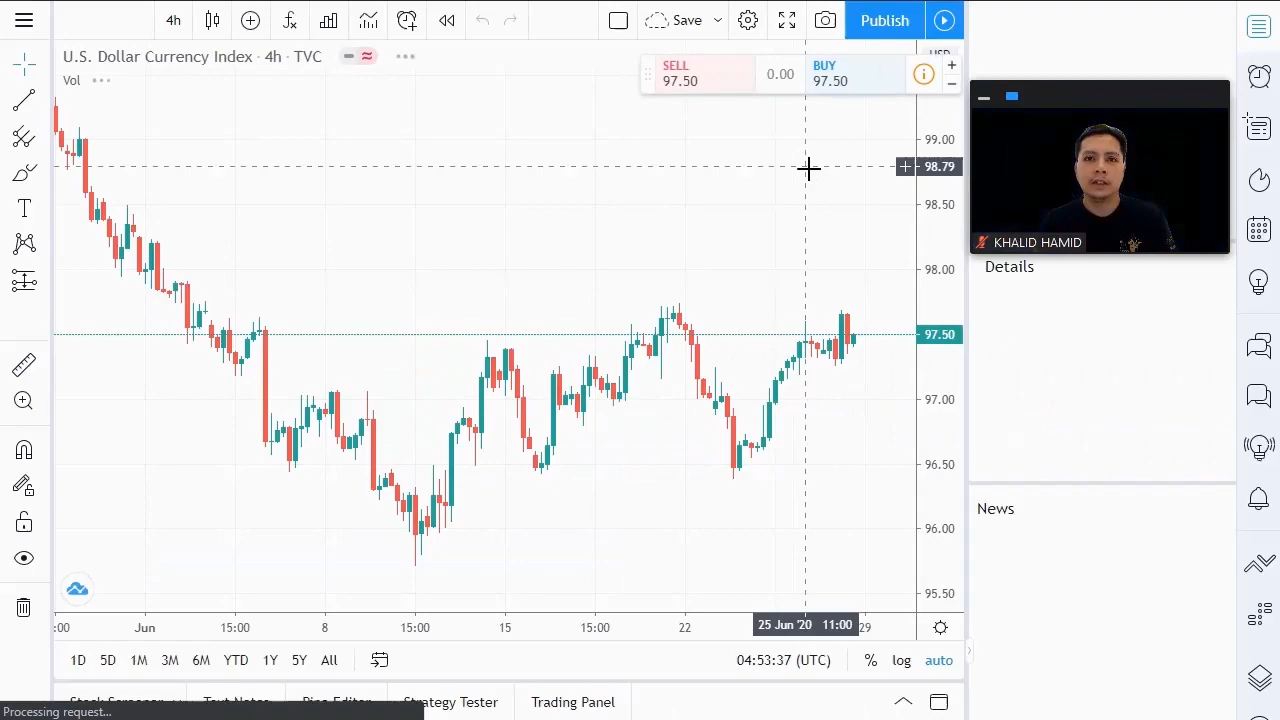 4h
Save
Publish
U.S. Dollar Currency Index · 4h · TVC
Vol
SELL
97.50
0.00
BUY
97.50
99.00
98.79
98.50
98.00
97.50
97.00
96.50
96.00
95.50
:00
Jun
15:00
8
15:00
15
15:00
22
25 Jun '20 11:00
29
1D
5D
1M
3M
6M
YTD
1Y
5Y
All
04:53:37 (UTC)
%
log
auto
Strategy Tester
Trading Panel
Processing request...
KHALID HAMID
Details
News